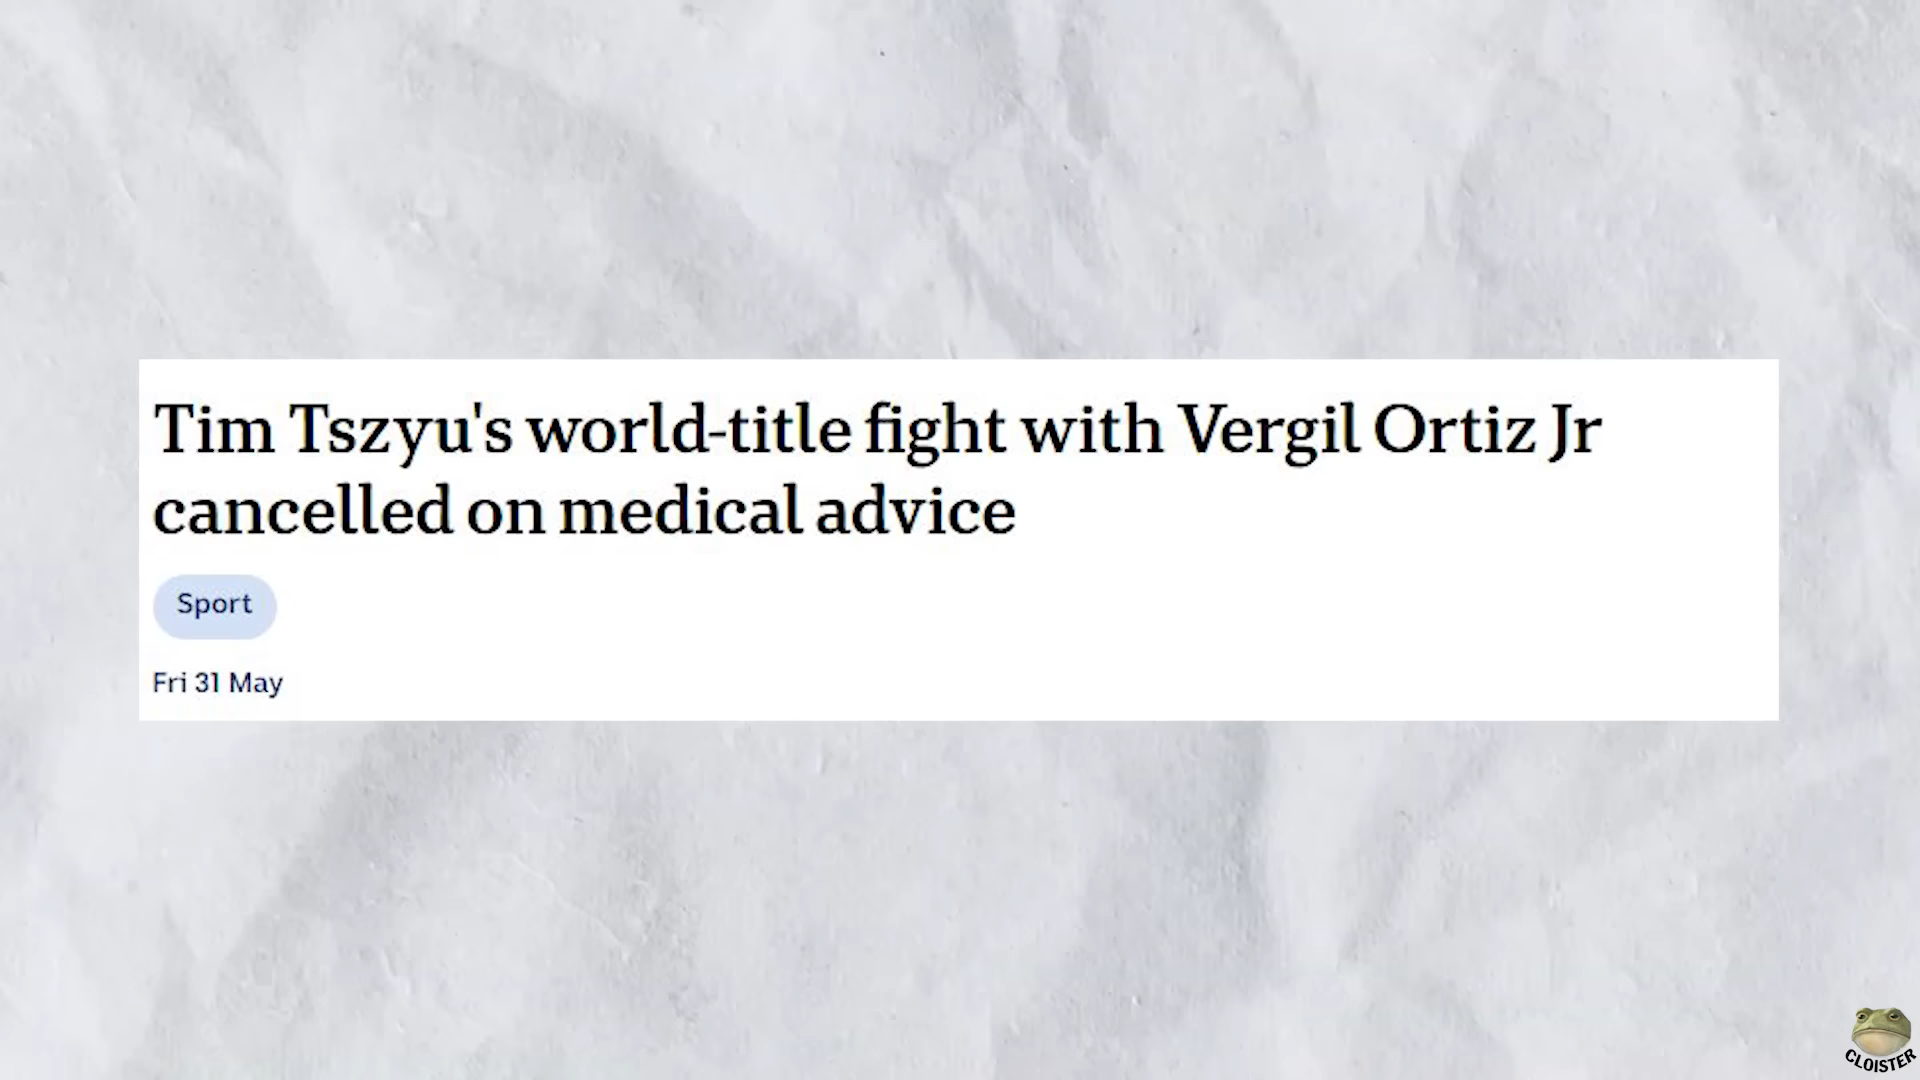 Tim Tszyu's world-title fight with Vergil Ortiz Jr
cancelled on medical advice
Sport
Fri 31 May
CLOISTER